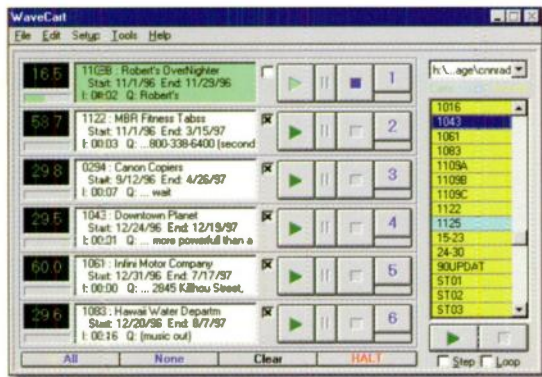 WaveCart
File Edit Setup Tools Help
16.5
Robert's OverNighter
Start: 11/1/96 End: 11/29/96
I: 08:02 Q: Robert's
1
58.7
1122 : MBR Fitness Tabss
Start: 11/1/96 End: 3/15/97
I: 00:03 Q: ...800-338-6400 (second
2
29.8
0294 : Canon Copiers
Start: 9/12/96 End: 4/26/97
I: 00:07 Q: ... wait
3
29.5
1043 : Downtown Planet
Start: 12/24/96 End: 12/19/97
I: 00:01 Q: ... more powerfull than a
4
60.0
1061 : Infini Motor Company
Start: 12/31/96 End: 7/17/97
I: 00:00 Q: ... 2845 Kilhou Street,
5
29.6
1083 : Hawaii Water Departm
Start: 12/20/96 End: 8/7/97
I: 00:16 Q: (music out)
6
All None Clear HALT
h:\...age\cnnrad
1016
1043
1061
1083
1109A
1109B
1109C
1122
1125
15-23
24-30
90UPDAT
ST01
ST02
ST03
Step Loop